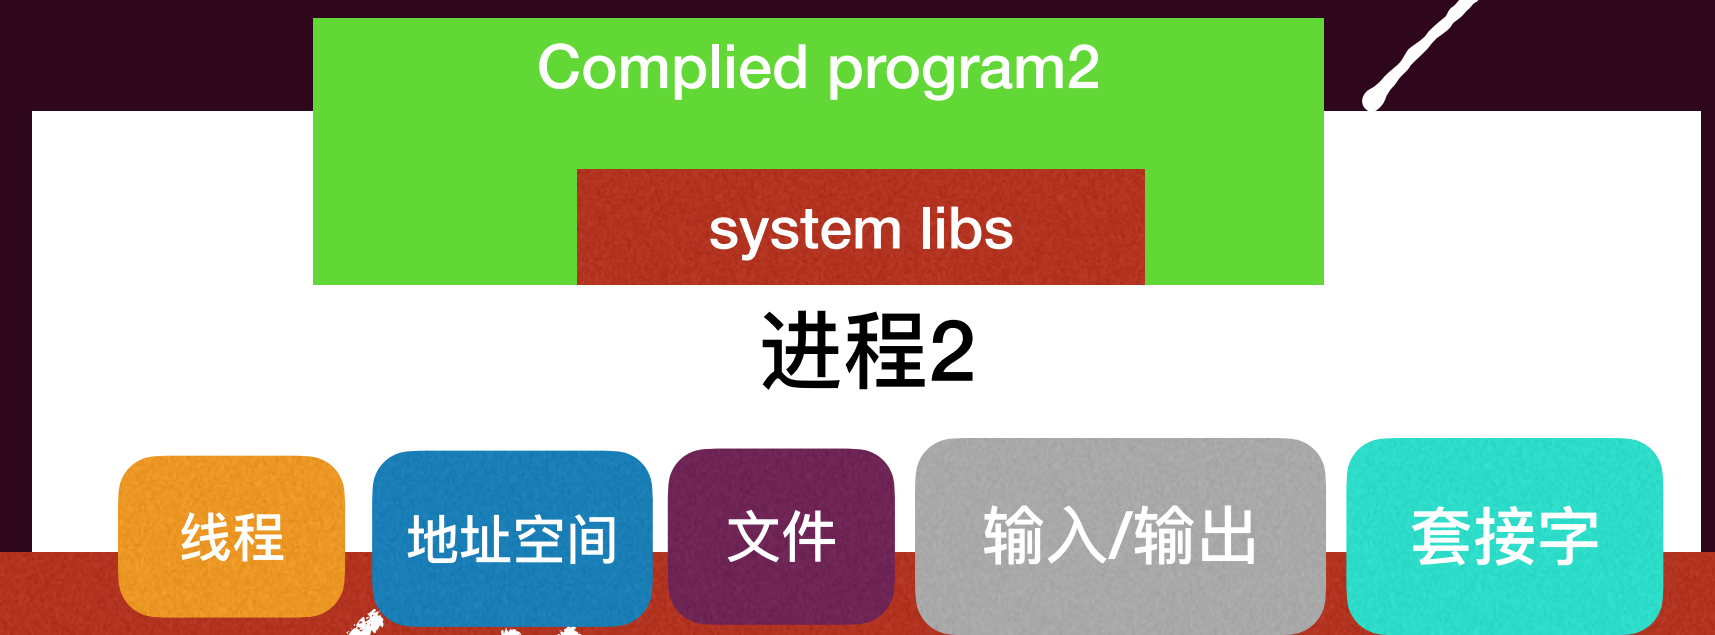 Complied program2
system libs
进程2
线程
地址空间
文件
输入/输出
套接字